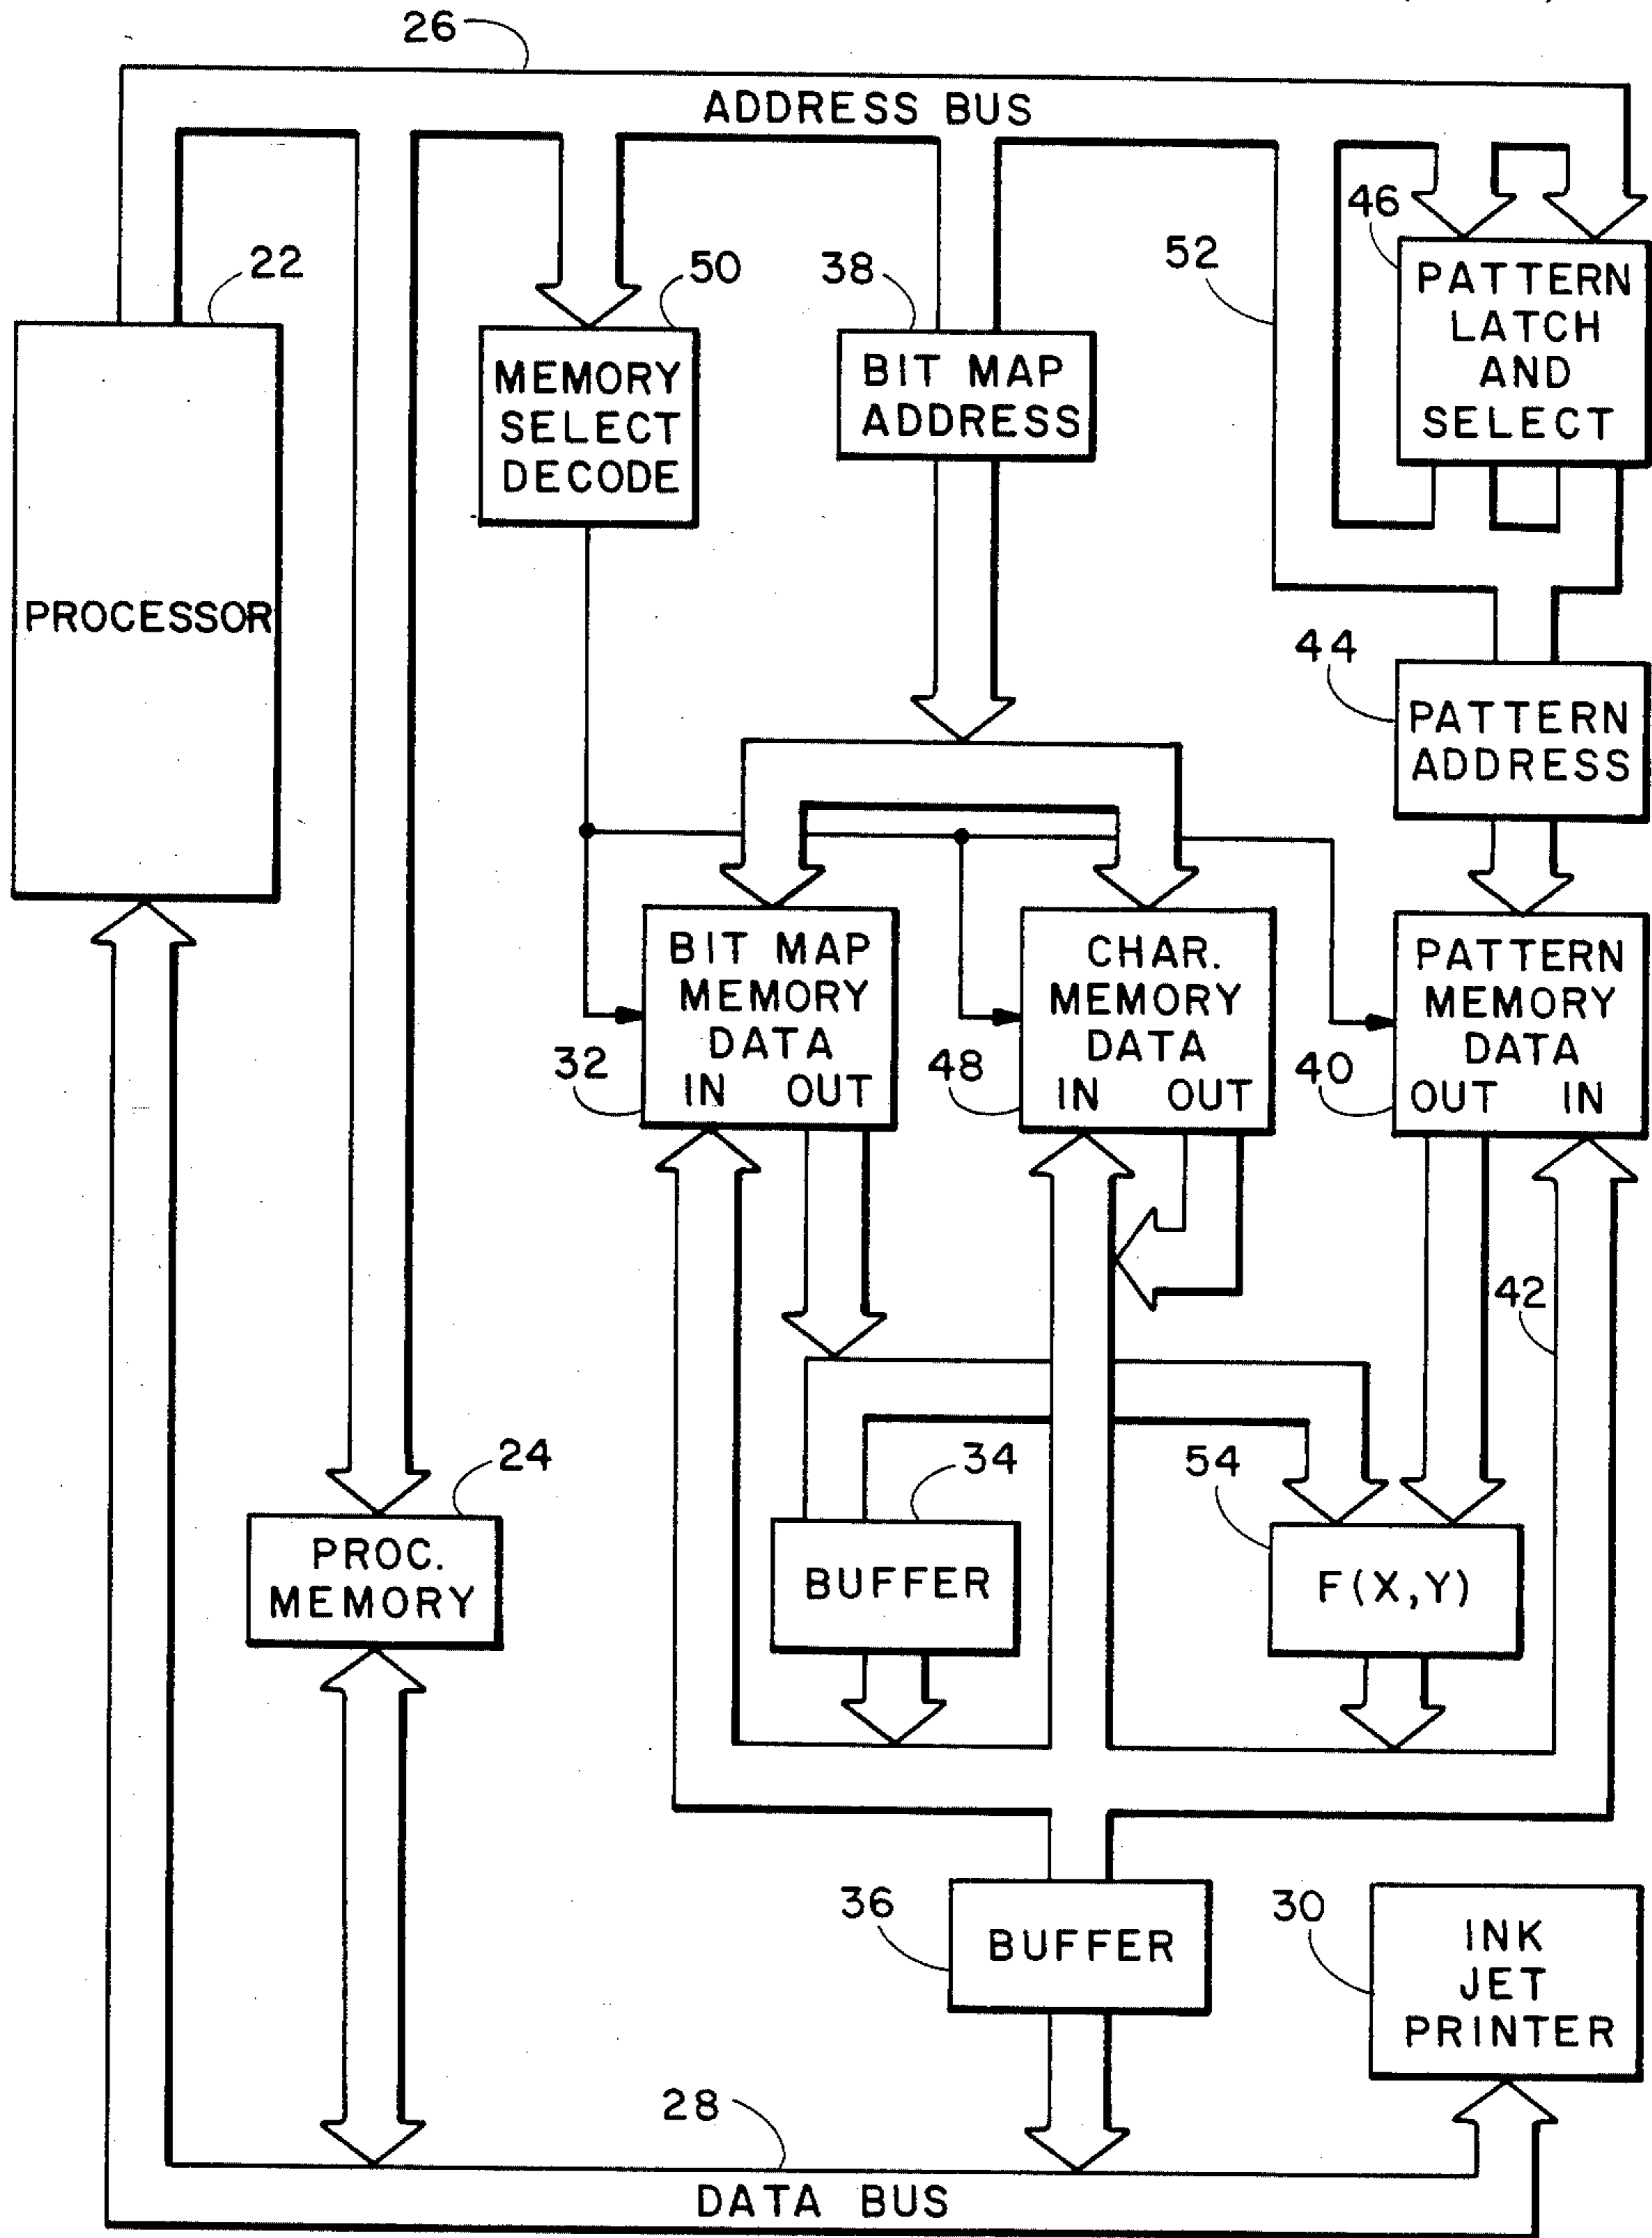 26
ADDRESS BUS
46
52
22
50
38
PATTERN
LATCH
AND
SELECT
MEMORY
SELECT
DECODE
BIT MAP
ADDRESS
PROCESSOR
44
PATTERN
ADDRESS
BIT MAP
MEMORY
DATA
IN OUT
32
CHAR.
MEMORY
DATA
IN OUT
48
PATTERN
MEMORY
DATA
OUT IN
40
42
24
34
54
PROC.
MEMORY
BUFFER
F(X,Y)
36
BUFFER
30
INK
JET
PRINTER
28
DATA BUS